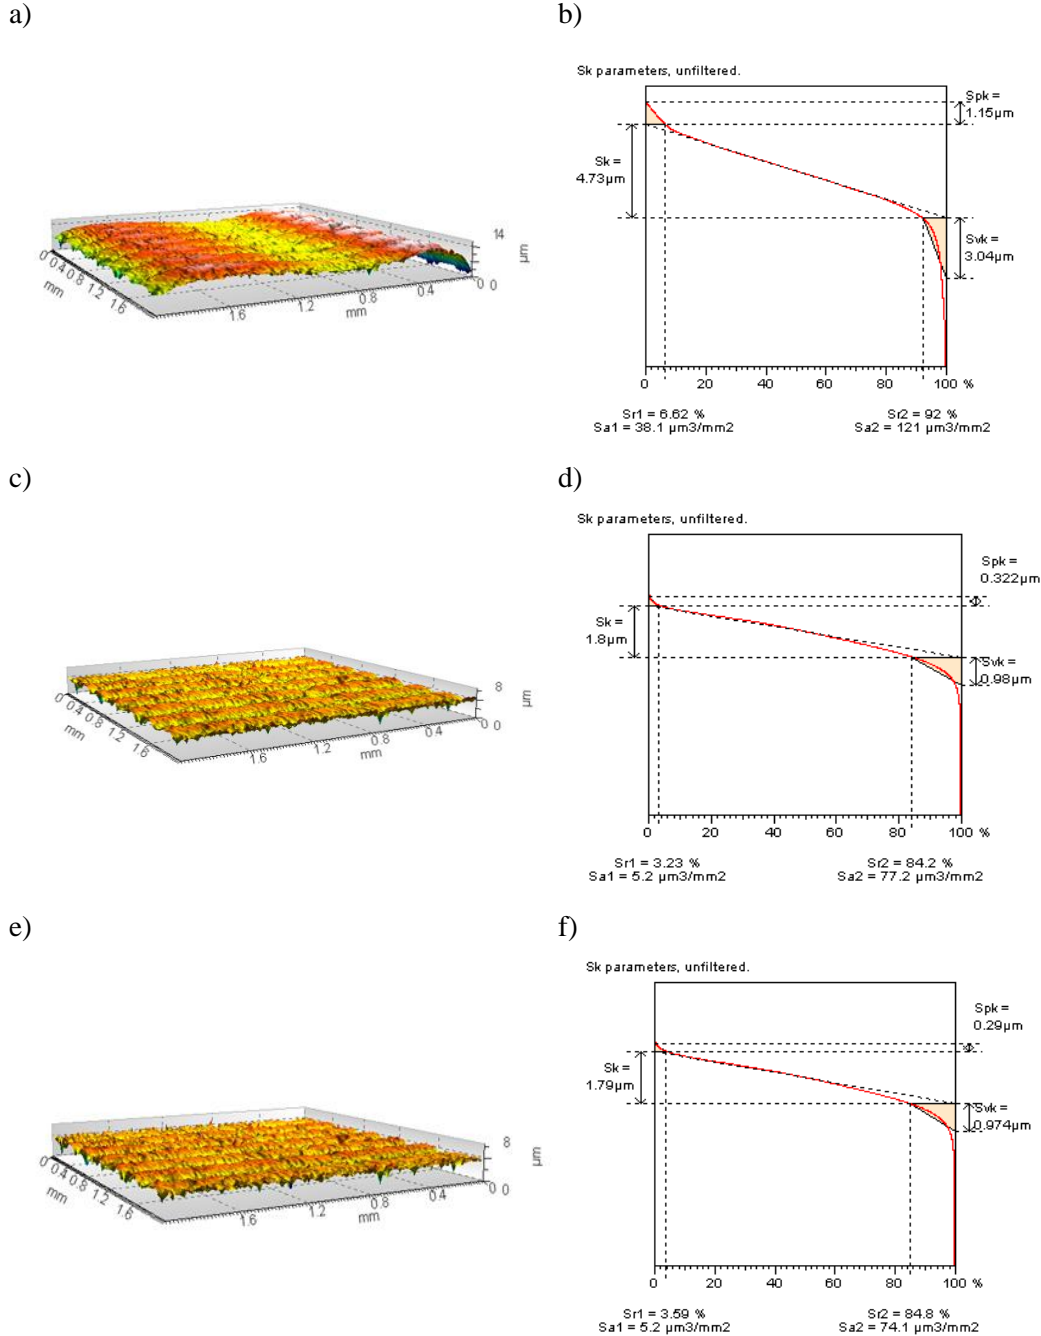 a)
b)
Sk parameters, unfiltered.
Spk =
1.15µm
Sk =
4.73µm
Svk =
3.04µm
14
µm
0
0 0.4 0.8 1.2 1.6
mm
1.6 1.2 0.8 0.4 0
mm
0 20 40 60 80 100 %
Sr1 = 6.62 % Sr2 = 92 %
Sa1 = 38.1 µm3/mm2 Sa2 = 121 µm3/mm2
c)
d)
Sk parameters, unfiltered.
Spk =
0.322µm
Sk =
1.8µm
Svk =
0.98µm
8
µm
0
0 0.4 0.8 1.2 1.6
mm
1.6 1.2 0.8 0.4 0
mm
0 20 40 60 80 100 %
Sr1 = 3.23 % Sr2 = 84.2 %
Sa1 = 5.2 µm3/mm2 Sa2 = 77.2 µm3/mm2
e)
f)
Sk parameters, unfiltered.
Spk =
0.29µm
Sk =
1.79µm
Svk =
0.974µm
8
µm
0
0 0.4 0.8 1.2 1.6
mm
1.6 1.2 0.8 0.4 0
mm
0 20 40 60 80 100 %
Sr1 = 3.59 % Sr2 = 84.8 %
Sa1 = 5.2 µm3/mm2 Sa2 = 74.1 µm3/mm2